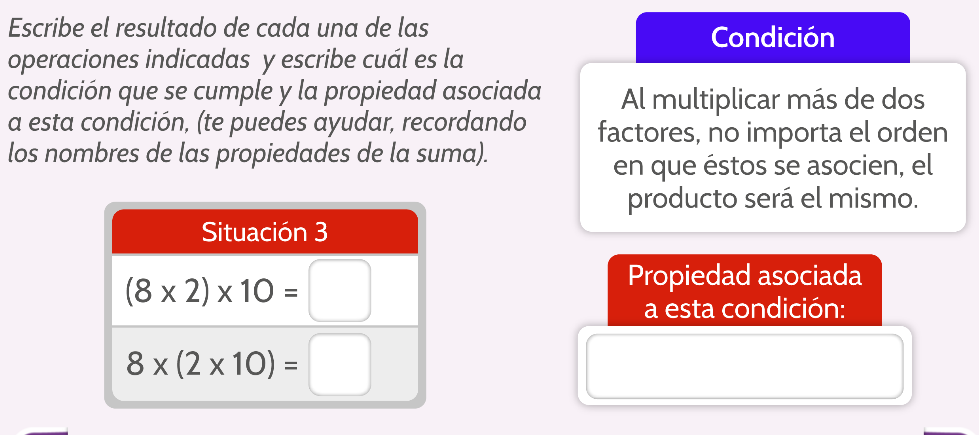 Escribe el resultado de cada una de las
operaciones indicadas y escribe cuál es la
condición que se cumple y la propiedad asociada
a esta condición, (te puedes ayudar, recordando
los nombres de las propiedades de la suma).
Situación 3
(8 x 2) x 10 =
8 x (2 x 10) =
Condición
Al multiplicar más de dos
factores, no importa el orden
en que éstos se asocien, el
producto será el mismo.
Propiedad asociada
a esta condición: